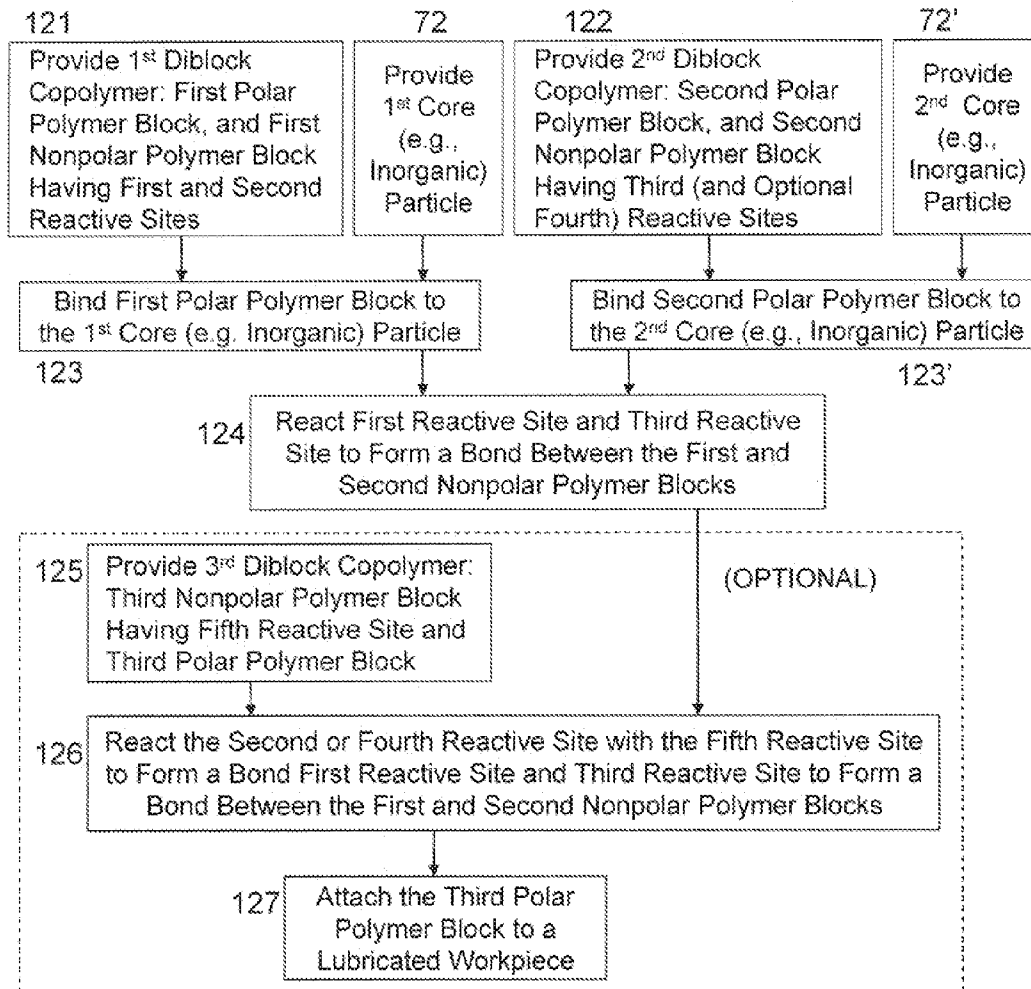 121
72
122
72'
Provide 1st Diblock
Copolymer: First Polar
Polymer Block, and First
Nonpolar Polymer Block
Having First and Second
Reactive Sites
Provide
1st Core
(e.g.,
Inorganic)
Particle
Provide 2nd Diblock
Copolymer: Second Polar
Polymer Block, and Second
Nonpolar Polymer Block
Having Third (and Optional
Fourth) Reactive Sites
Provide
2nd Core
(e.g.,
Inorganic)
Particle
Bind First Polar Polymer Block to
the 1st Core (e.g. Inorganic) Particle
Bind Second Polar Polymer Block to
the 2nd Core (e.g., Inorganic) Particle
123
123'
124
React First Reactive Site and Third Reactive
Site to Form a Bond Between the First and
Second Nonpolar Polymer Blocks
125
Provide 3rd Diblock Copolymer:
Third Nonpolar Polymer Block
Having Fifth Reactive Site and
Third Polar Polymer Block
(OPTIONAL)
126
React the Second or Fourth Reactive Site with the Fifth Reactive Site
to Form a Bond First Reactive Site and Third Reactive Site to Form a
Bond Between the First and Second Nonpolar Polymer Blocks
127
Attach the Third Polar
Polymer Block to a
Lubricated Workpiece